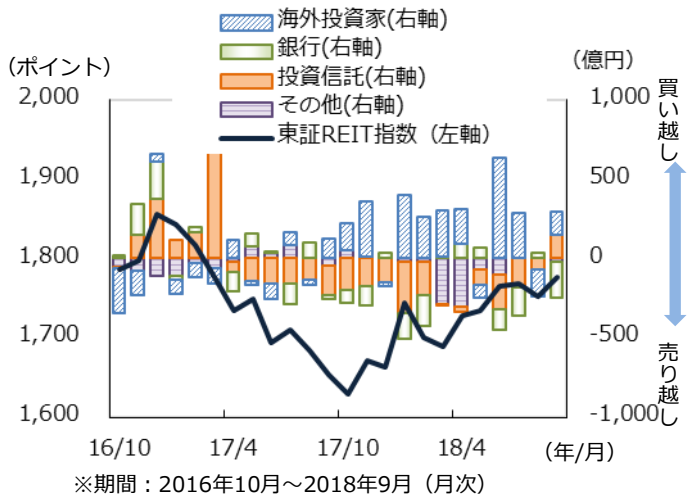 海外投資家(右軸)
銀行(右軸)
投資信託(右軸)
その他(右軸)
東証REIT指数（左軸）
（ポイント）
（億円）
2,000
1,900
1,800
1,700
1,600
1,000
500
0
-500
-1,000
買い越し
売り越し
16/10 17/4 17/10 18/4 （年/月）
※期間：2016年10月～2018年9月（月次）